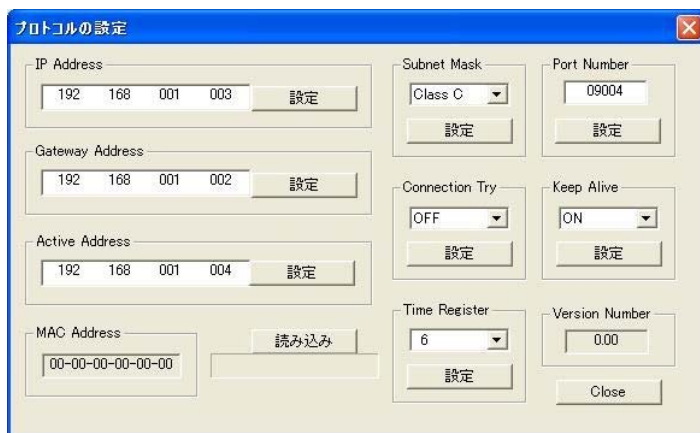 プロトコルの設定
IP Address
192 168 001 003 設定
Gateway Address
192 168 001 002 設定
Active Address
192 168 001 004 設定
MAC Address
00-00-00-00-00-00
読み込み
Subnet Mask
Class C
設定
Port Number
09004
設定
Connection Try
OFF
設定
Keep Alive
ON
設定
Time Register
6
設定
Version Number
0.00
Close